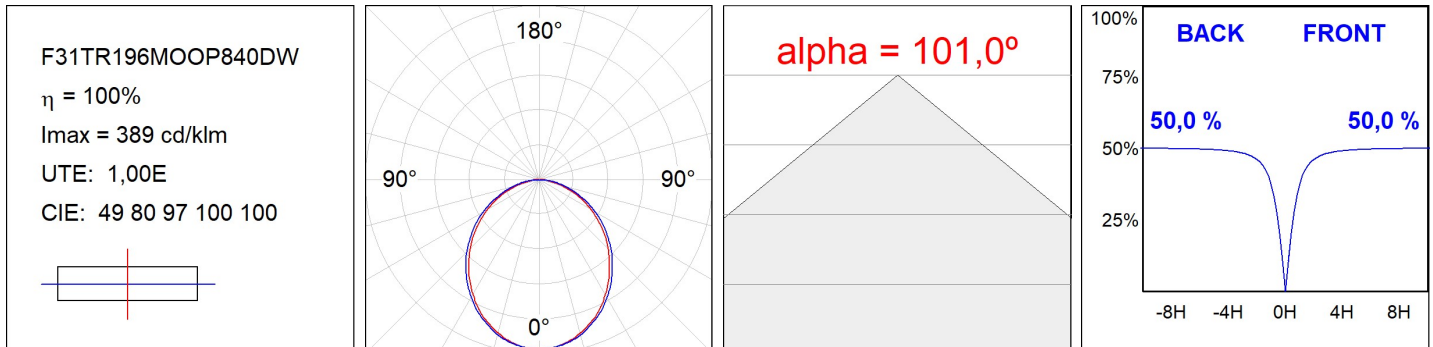 F31TR196MOOP840DW
η = 100%
Imax = 389 cd/klm
UTE: 1,00E
CIE: 49 80 97 100 100
180°
90° 90°
0°
alpha = 101,0º
100%
BACK FRONT
75%
50,0 % 50,0 %
50%
25%
-8H -4H 0H 4H 8H